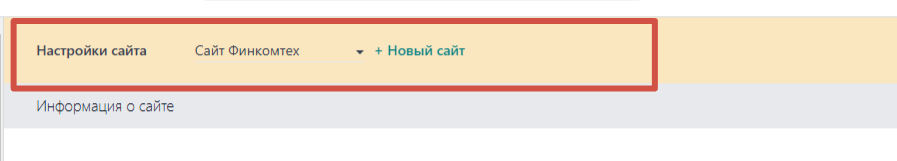 Настройки сайта Сайт Финкомтех + Новый сайт
Информация о сайте